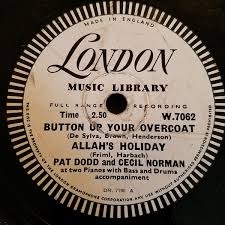 MADE IN ENGLAND
LONDON
MUSIC LIBRARY
FULL RANGE RECORDING
Time 2.50 W.7062
BUTTON UP YOUR OVERCOAT
(De Sylva, Brown, Henderson)
ALLAH'S HOLIDAY
(Friml, Harbach)
PAT DODD and CECIL NORMAN
at two Pianos with Bass and Drums
accompaniment